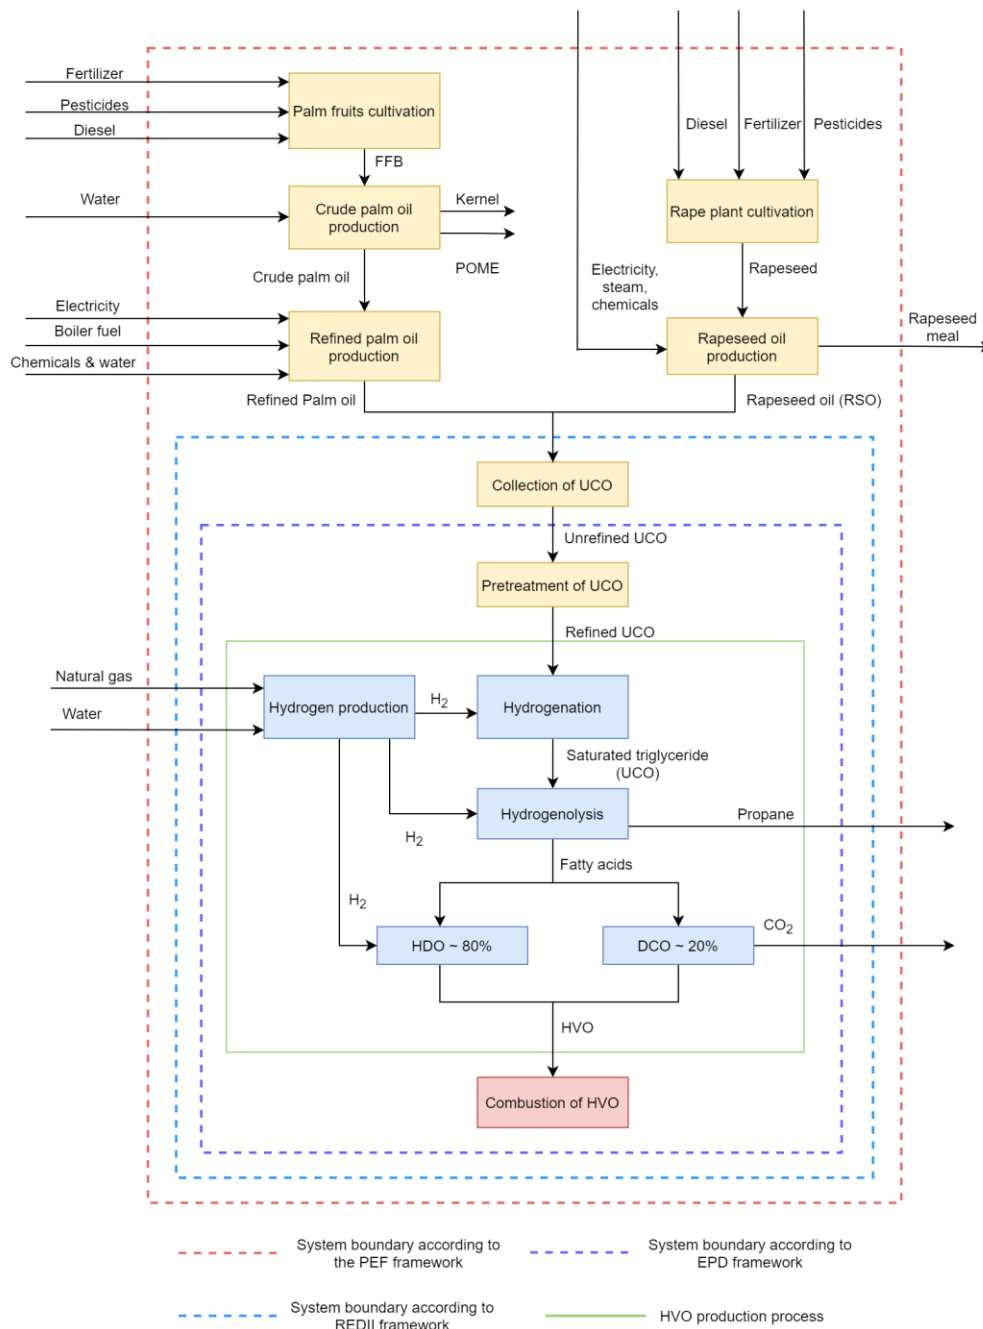 Fertilizer
Pesticides
Diesel
Palm fruits cultivation
FFB
Diesel
Fertilizer
Pesticides
Water
Crude palm oil
production
Kernel
POME
Rape plant cultivation
Crude palm oil
Electricity,
steam,
chemicals
Rapeseed
Electricity
Boiler fuel
Chemicals & water
Refined palm oil
production
Rapeseed oil
production
Rapeseed
meal
Refined Palm oil
Rapeseed oil (RSO)
Collection of UCO
Unrefined UCO
Pretreatment of UCO
Refined UCO
Natural gas
Water
Hydrogen production
H2
Hydrogenation
Saturated triglyceride
(UCO)
Hydrogenolysis
Propane
H2
Fatty acids
H2
HDO ~ 80%
DCO ~ 20%
CO2
HVO
Combustion of HVO
System boundary according to
the PEF framework
System boundary according to
EPD framework
System boundary according to
REDII framework
HVO production process